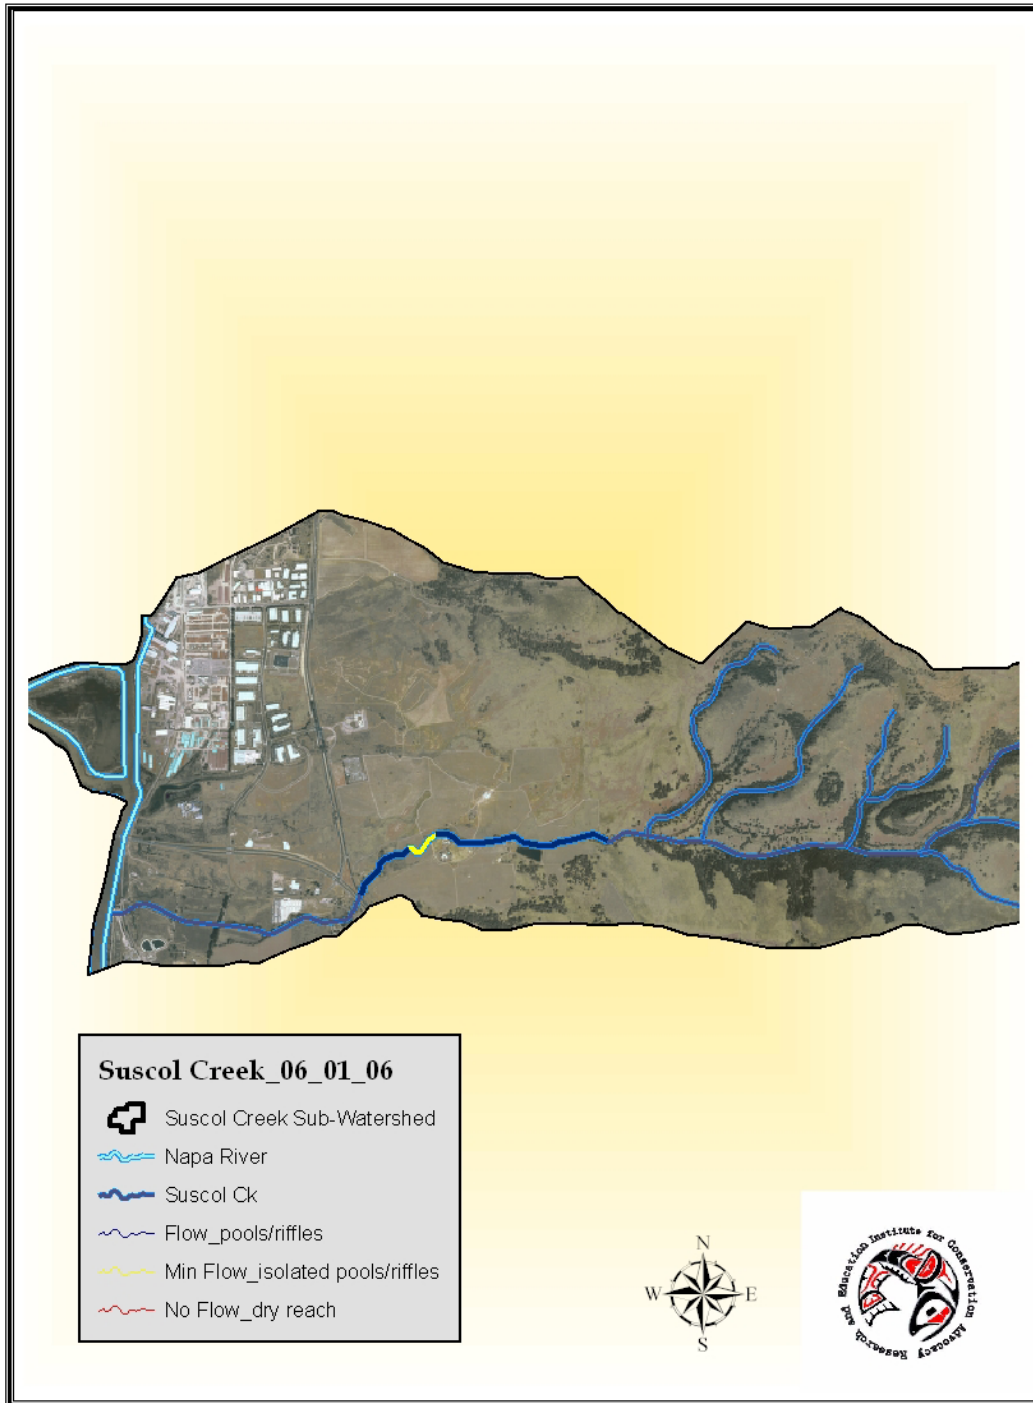 Suscol Creek_06_01_06
Suscol Creek Sub-Watershed
Napa River
Suscol Ck
Flow_pools/riffles
Min Flow_isolated pools/riffles
No Flow_dry reach
N
W E
S
Institute for Conservation Advocacy Research and Education